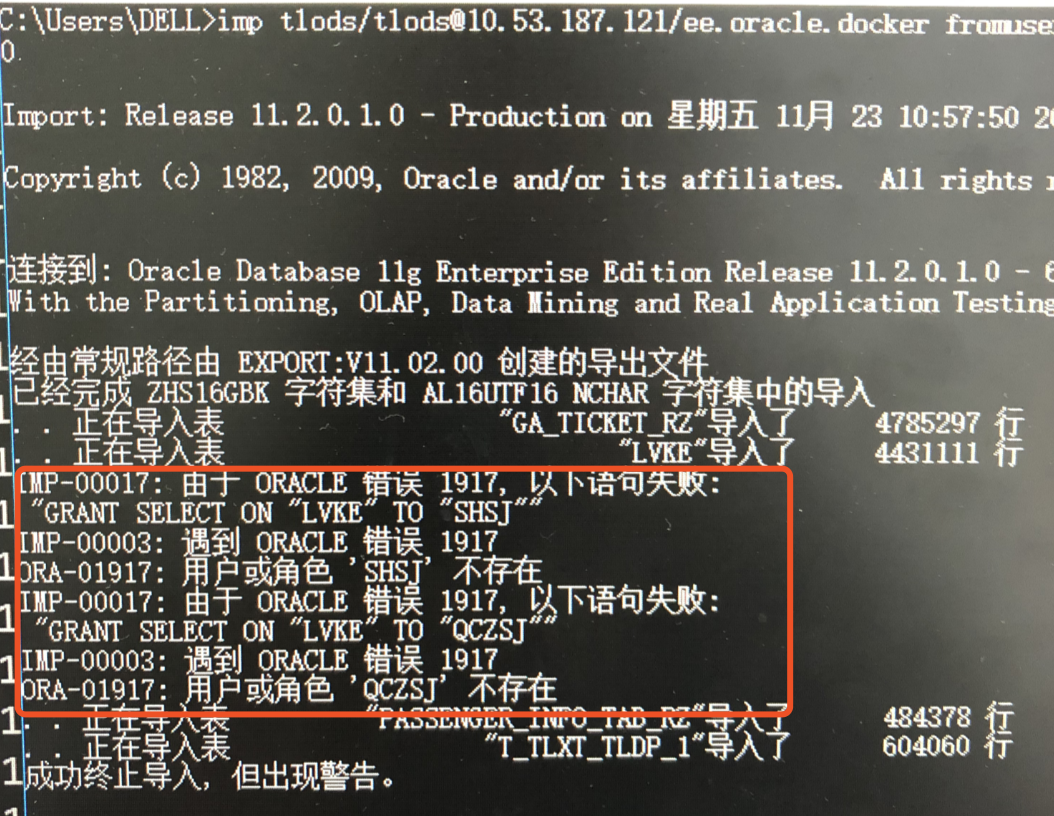 C:\Users\DELL>imp tlods/tlods@10.53.187.121/ee.oracle.docker fromuse
0
Import: Release 11.2.0.1.0 - Production on 星期五 11月 23 10:57:50
Copyright (c) 1982, 2009, Oracle and/or its affiliates. All rights
连接到: Oracle Database 11g Enterprise Edition Release 11.2.0.1.0 - 6
With the Partitioning, OLAP, Data Mining and Real Application Testing
经由常规路径由 EXPORT:V11.02.00 创建的导出文件
已经完成 ZHS16GBK 字符集和 AL16UTF16 NCHAR 字符集中的导入
. . 正在导入表 "GA_TICKET_RZ"导入了 4785297 行
. . 正在导入表 "LVKE"导入了 4431111 行
IMP-00017: 由于 ORACLE 错误 1917, 以下语句失败:
"GRANT SELECT ON "LVKE" TO "SHSJ""
IMP-00003: 遇到 ORACLE 错误 1917
ORA-01917: 用户或角色 'SHSJ' 不存在
IMP-00017: 由于 ORACLE 错误 1917, 以下语句失败:
"GRANT SELECT ON "LVKE" TO "QCZSJ""
IMP-00003: 遇到 ORACLE 错误 1917
ORA-01917: 用户或角色 'QCZSJ' 不存在
. . 正在导入表 "PASSENGER_INFO_TAB_RZ"导入了 484378 行
. . 正在导入表 "T_TLXT_TLDP_1"导入了 604060 行
成功终止导入, 但出现警告。